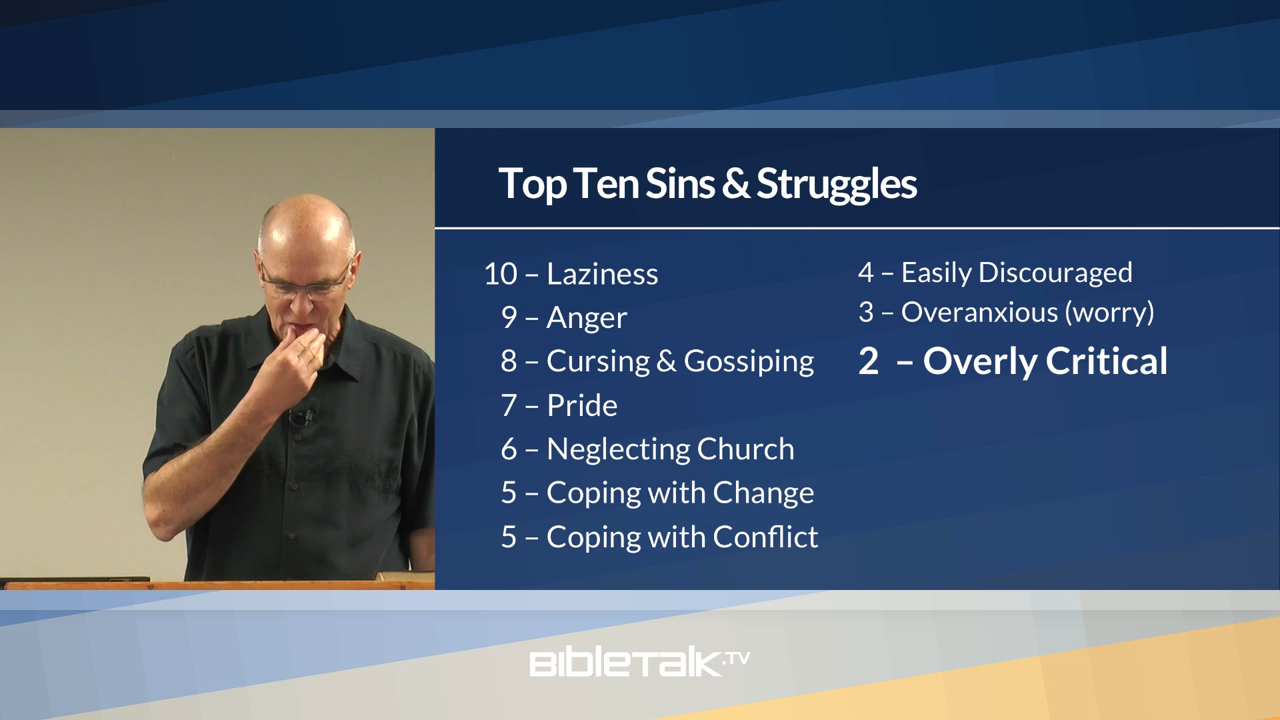 Top Ten Sins & Struggles
10 – Laziness
9 – Anger
8 – Cursing & Gossiping
7 – Pride
6 – Neglecting Church
5 – Coping with Change
5 – Coping with Conflict
4 – Easily Discouraged
3 – Overanxious (worry)
2 – Overly Critical
BibleTalk.TV